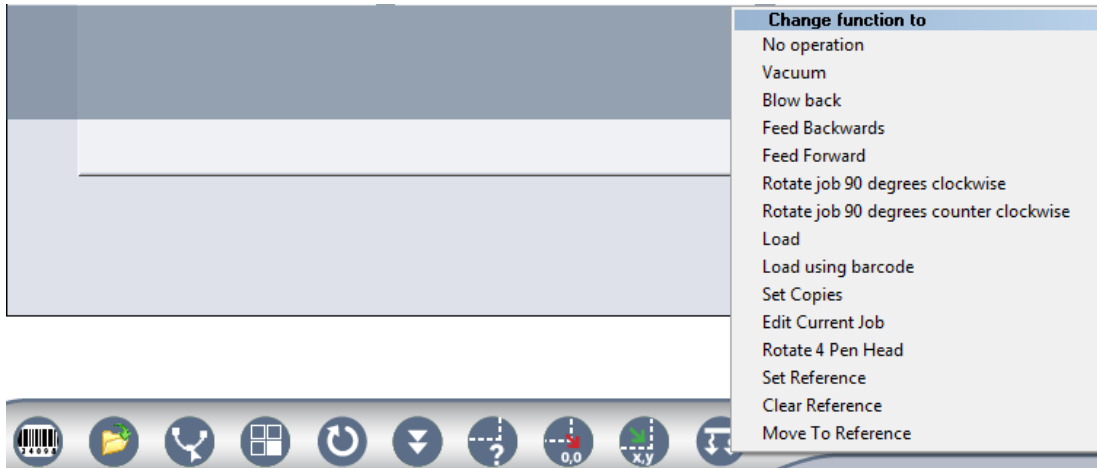 Change function to
No operation
Vacuum
Blow back
Feed Backwards
Feed Forward
Rotate job 90 degrees clockwise
Rotate job 90 degrees counter clockwise
Load
Load using barcode
Set Copies
Edit Current Job
Rotate 4 Pen Head
Set Reference
Clear Reference
Move To Reference
?
0,0
x,y